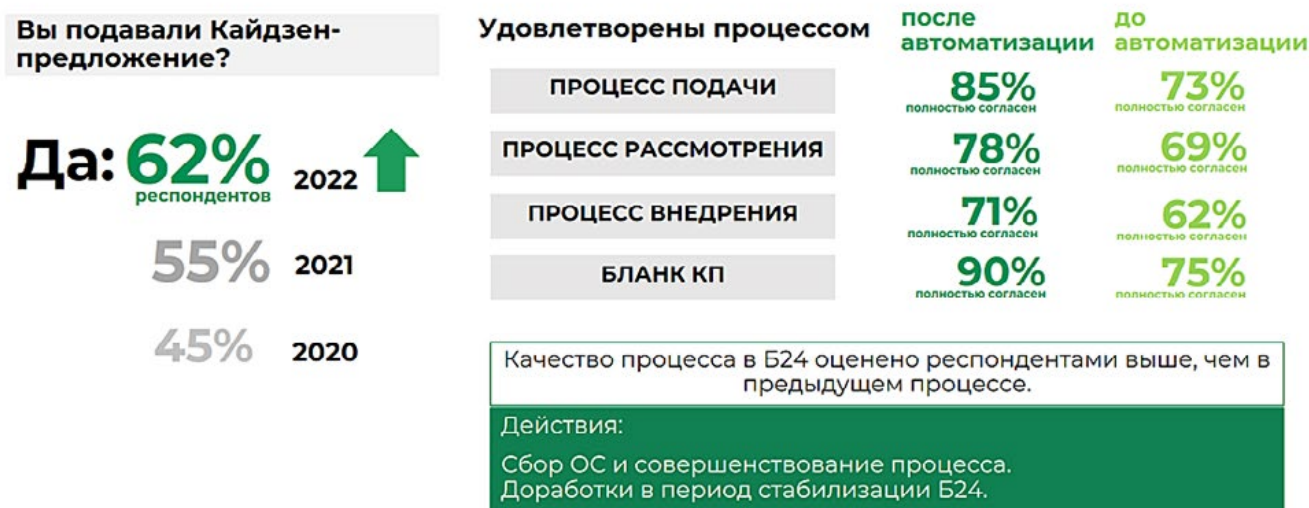 Вы подавали Кайдзен-
предложение?
Да: 62%
респондентов
2022
55% 2021
45% 2020
Удовлетворены процессом
после
автоматизации
до
автоматизации
ПРОЦЕСС ПОДАЧИ
85%
полностью согласен
73%
полностью согласен
ПРОЦЕСС РАССМОТРЕНИЯ
78%
полностью согласен
69%
полностью согласен
ПРОЦЕСС ВНЕДРЕНИЯ
71%
полностью согласен
62%
полностью согласен
БЛАНК КП
90%
полностью согласен
75%
полностью согласен
Качество процесса в Б24 оценено респондентами выше, чем в
предыдущем процессе.
Действия:
Сбор ОС и совершенствование процесса.
Доработки в период стабилизации Б24.